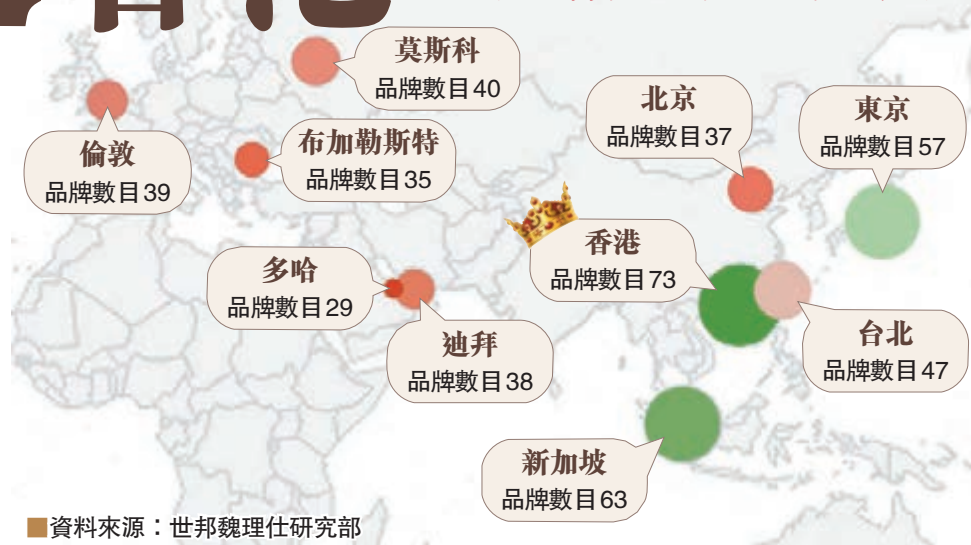 莫斯科
品牌數目40
倫敦
品牌數目39
布加勒斯特
品牌數目35
北京
品牌數目37
東京
品牌數目57
香港
品牌數目73
多哈
品牌數目29
迪拜
品牌數目38
台北
品牌數目47
新加坡
品牌數目63
■資料來源：世邦魏理仕研究部